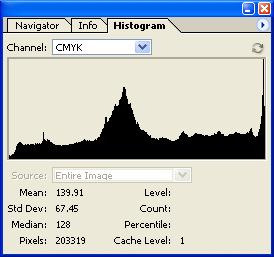 Navigator Info Histogram
Channel: CMYK
Source: Entire Image
Mean: 139.91 Level:
Std Dev: 67.45 Count:
Median: 128 Percentile:
Pixels: 203319 Cache Level: 1